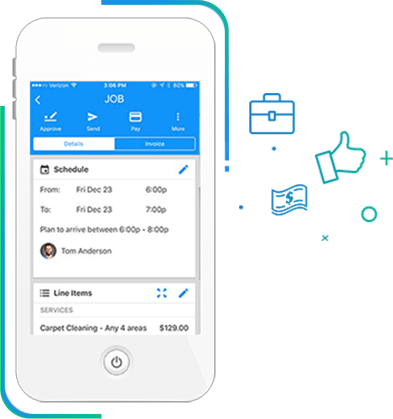 Verizon 3:06 PM 80%
JOB
Approve Send Pay More
Details Invoice
Schedule
From: Fri Dec 23 6:00p
To: Fri Dec 23 7:00p
Plan to arrive between 6:00p - 8:00p
Tom Anderson
Line Items
SERVICES
Carpet Cleaning - Any 4 areas $129.00
$